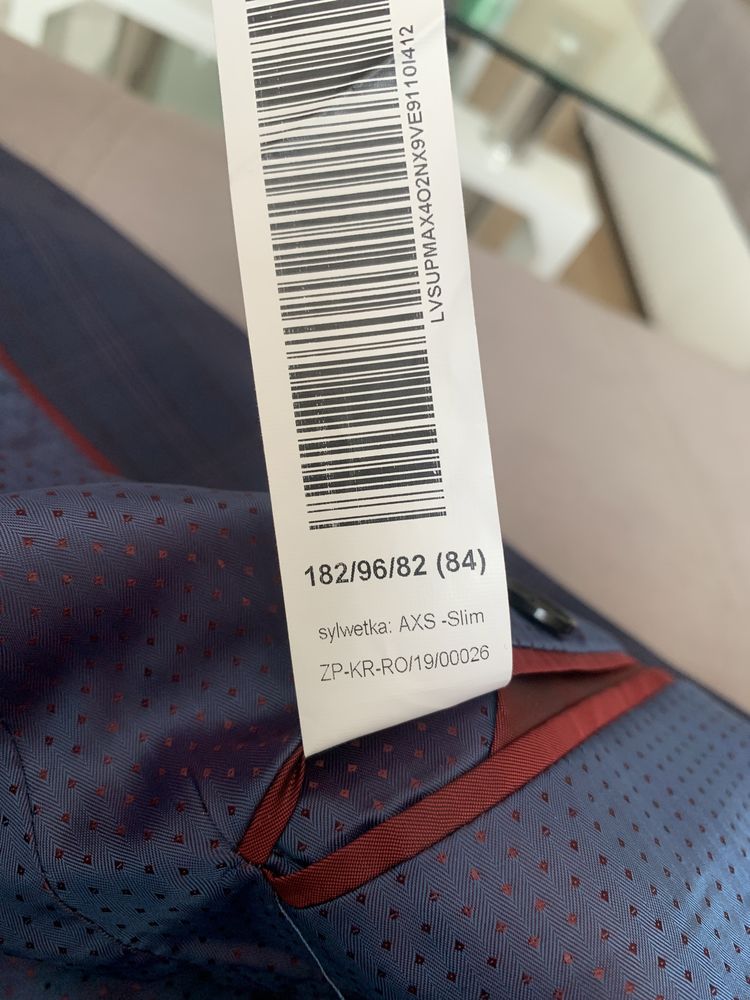 LVSUPMAX4O2NX9VE9110I412
182/96/82 (84)
sylwetka: AXS -Slim
ZP-KR-RO/19/00026